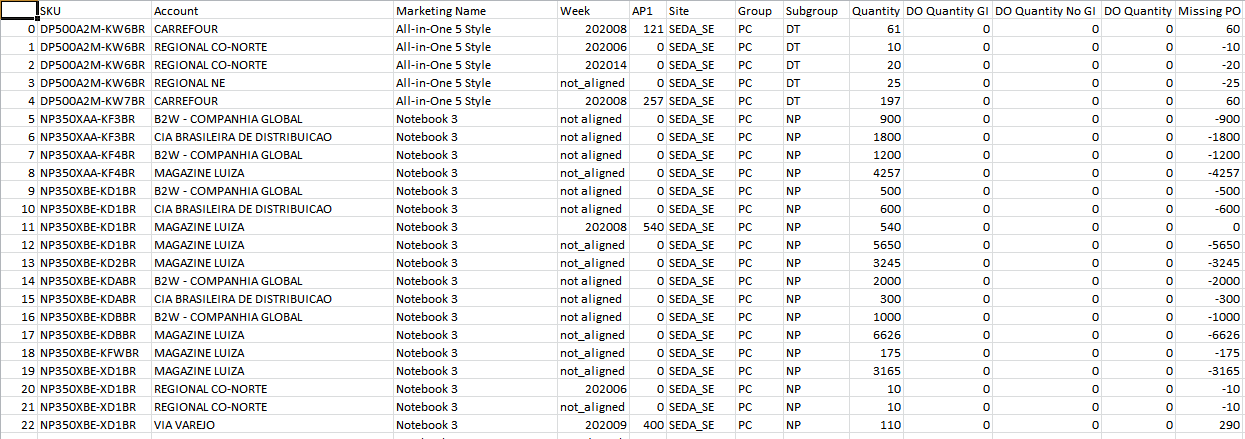 SKU Account Marketing Name Week AP1 Site Group Subgroup Quantity DO Quantity GI DO Quantity No GI DO Quantity Missing PO
0 DP500A2M-KW6BR CARREFOUR All-in-One 5 Style 202008 121 SEDA_SE PC DT 61 0 0 0 60
1 DP500A2M-KW6BR REGIONAL CO-NORTE All-in-One 5 Style 202006 0 SEDA_SE PC DT 10 0 0 0 -10
2 DP500A2M-KW6BR REGIONAL CO-NORTE All-in-One 5 Style 202014 0 SEDA_SE PC DT 20 0 0 0 -20
3 DP500A2M-KW6BR REGIONAL NE All-in-One 5 Style not_aligned 0 SEDA_SE PC DT 25 0 0 0 -25
4 DP500A2M-KW7BR CARREFOUR All-in-One 5 Style 202008 257 SEDA_SE PC DT 197 0 0 0 60
5 NP350XAA-KF3BR B2W - COMPANHIA GLOBAL Notebook 3 not aligned 0 SEDA_SE PC NP 900 0 0 0 -900
6 NP350XAA-KF3BR CIA BRASILEIRA DE DISTRIBUICAO Notebook 3 not aligned 0 SEDA_SE PC NP 1800 0 0 0 -1800
7 NP350XAA-KF4BR B2W - COMPANHIA GLOBAL Notebook 3 not aligned 0 SEDA_SE PC NP 1200 0 0 0 -1200
8 NP350XAA-KF4BR MAGAZINE LUIZA Notebook 3 not_aligned 0 SEDA_SE PC NP 4257 0 0 0 -4257
9 NP350XBE-KD1BR B2W - COMPANHIA GLOBAL Notebook 3 not aligned 0 SEDA_SE PC NP 500 0 0 0 -500
10 NP350XBE-KD1BR CIA BRASILEIRA DE DISTRIBUICAO Notebook 3 not aligned 0 SEDA_SE PC NP 600 0 0 0 -600
11 NP350XBE-KD1BR MAGAZINE LUIZA Notebook 3 202008 540 SEDA_SE PC NP 540 0 0 0 0
12 NP350XBE-KD1BR MAGAZINE LUIZA Notebook 3 not_aligned 0 SEDA_SE PC NP 5650 0 0 0 -5650
13 NP350XBE-KD2BR MAGAZINE LUIZA Notebook 3 not_aligned 0 SEDA_SE PC NP 3245 0 0 0 -3245
14 NP350XBE-KDABR B2W - COMPANHIA GLOBAL Notebook 3 not aligned 0 SEDA_SE PC NP 2000 0 0 0 -2000
15 NP350XBE-KDABR CIA BRASILEIRA DE DISTRIBUICAO Notebook 3 not aligned 0 SEDA_SE PC NP 300 0 0 0 -300
16 NP350XBE-KDBBR B2W - COMPANHIA GLOBAL Notebook 3 not aligned 0 SEDA_SE PC NP 1000 0 0 0 -1000
17 NP350XBE-KDBBR MAGAZINE LUIZA Notebook 3 not_aligned 0 SEDA_SE PC NP 6626 0 0 0 -6626
18 NP350XBE-KFWBR MAGAZINE LUIZA Notebook 3 not_aligned 0 SEDA_SE PC NP 175 0 0 0 -175
19 NP350XBE-XD1BR MAGAZINE LUIZA Notebook 3 not_aligned 0 SEDA_SE PC NP 3165 0 0 0 -3165
20 NP350XBE-XD1BR REGIONAL CO-NORTE Notebook 3 202006 0 SEDA_SE PC NP 10 0 0 0 -10
21 NP350XBE-XD1BR REGIONAL CO-NORTE Notebook 3 not_aligned 0 SEDA_SE PC NP 10 0 0 0 -10
22 NP350XBE-XD1BR VIA VAREJO Notebook 3 202009 400 SEDA_SE PC NP 110 0 0 0 290